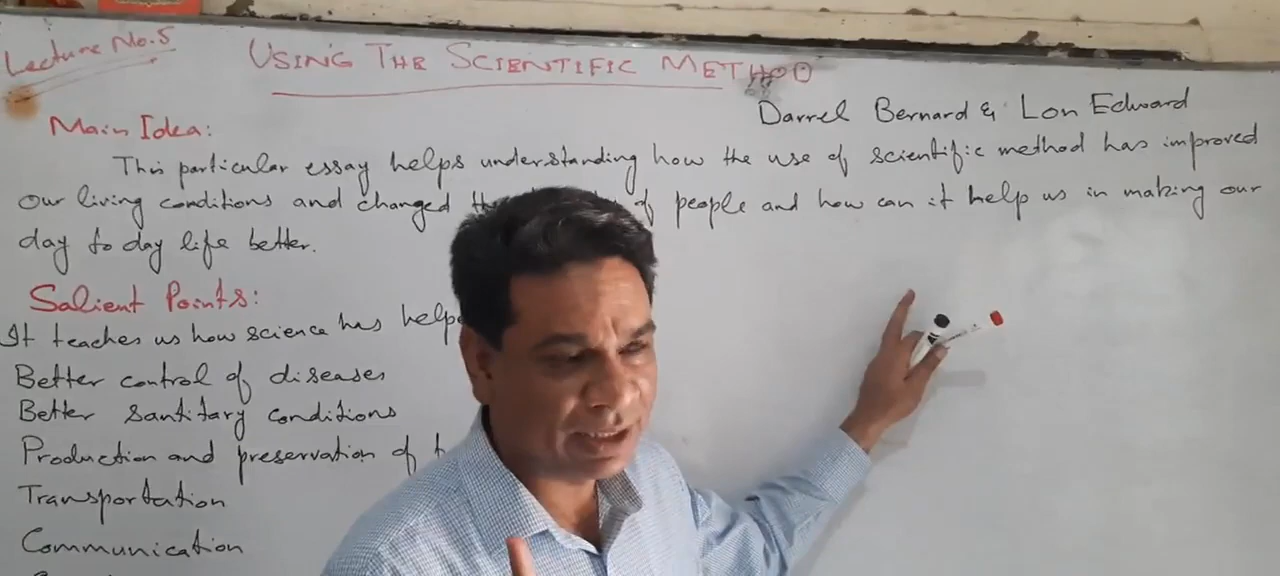 Lecture No.5
USING THE SCIENTIFIC METHOD
Darrel Bernard & Lon Edward
Main Idea:
This particular essay helps understanding how the use of scientific method has improved
our living conditions and changed of people and how can it help us in making our
day to day life better.
Salient Points:
It teaches us how science has
Better control of diseases
Better santitary conditions
Production and preservation of
Transportation
Communication